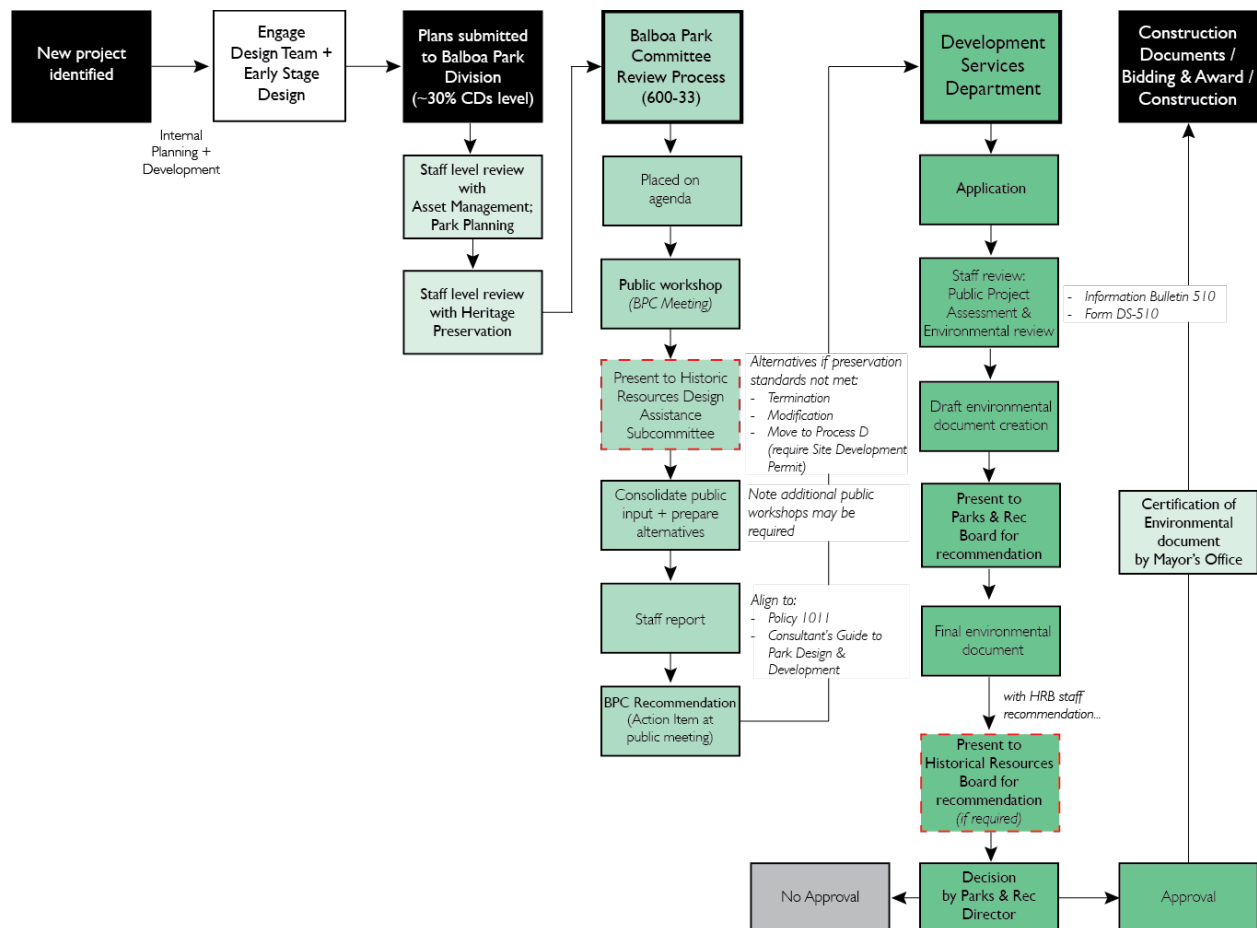 New project
identified
Internal
Planning +
Development
Engage
Design Team +
Early Stage
Design
Plans submitted
to Balboa Park
Division
(~30% CDs level)
Staff level review
with
Asset Management;
Park Planning
Staff level review
with Heritage
Preservation
Balboa Park
Committee
Review Process
(600-33)
Placed on
agenda
Public workshop
(BPC Meeting)
Present to Historic
Resources Design
Assistance
Subcommittee
Alternatives if preservation
standards not met:
- Termination
- Modification
- Move to Process D
(require Site Development
Permit)
Consolidate public
input + prepare
alternatives
Note additional public
workshops may be
required
Staff report
Align to:
- Policy 1011
- Consultant's Guide to
Park Design &
Development
BPC Recommendation
(Action Item at
public meeting)
Development
Services
Department
Application
Staff review:
Public Project
Assessment &
Environmental review
- Information Bulletin 510
- Form DS-510
Draft environmental
document creation
Present to
Parks & Rec
Board for
recommendation
Final environmental
document
with HRB staff
recommendation...
Present to
Historical Resources
Board for
recommendation
(if required)
Decision
by Parks & Rec
Director
No Approval
Approval
Certification of
Environmental
document
by Mayor's Office
Construction
Documents /
Bidding & Award /
Construction